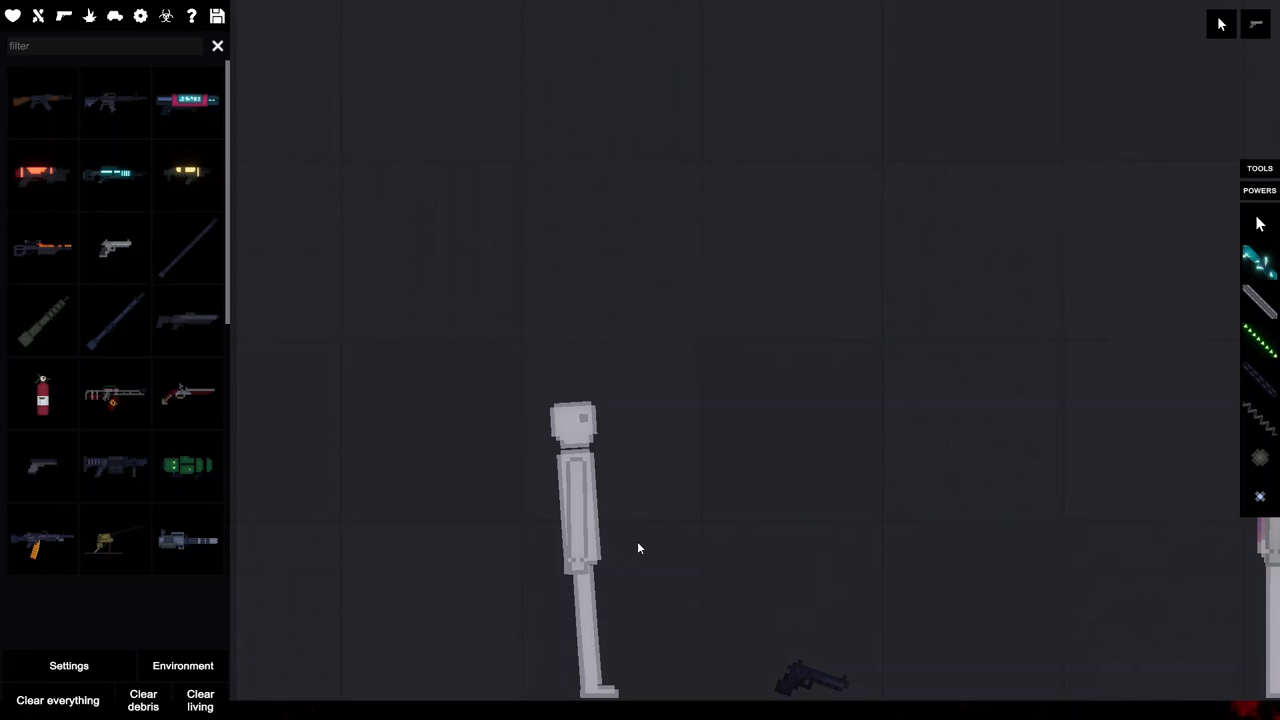 filter
TOOLS
POWERS
Settings
Environment
Clear everything
Clear
debris
Clear
living